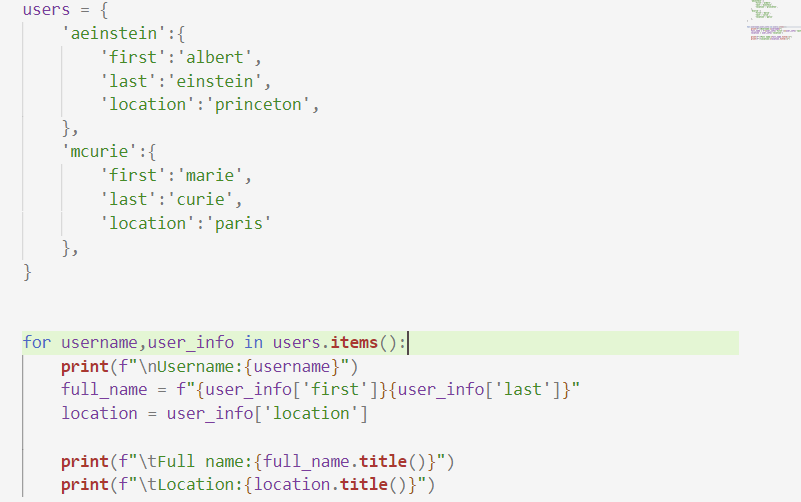 users = {
    'aeinstein':{
        'first':'albert',
        'last':'einstein',
        'location':'princeton',
    },
    'mcurie':{
        'first':'marie',
        'last':'curie',
        'location':'paris'
    },
}
for username,user_info in users.items():
    print(f"\nUsername:{username}")
    full_name = f"{user_info['first']}{user_info['last']}"
    location = user_info['location']
    print(f"\tFull name:{full_name.title()}")
    print(f"\tLocation:{location.title()}")